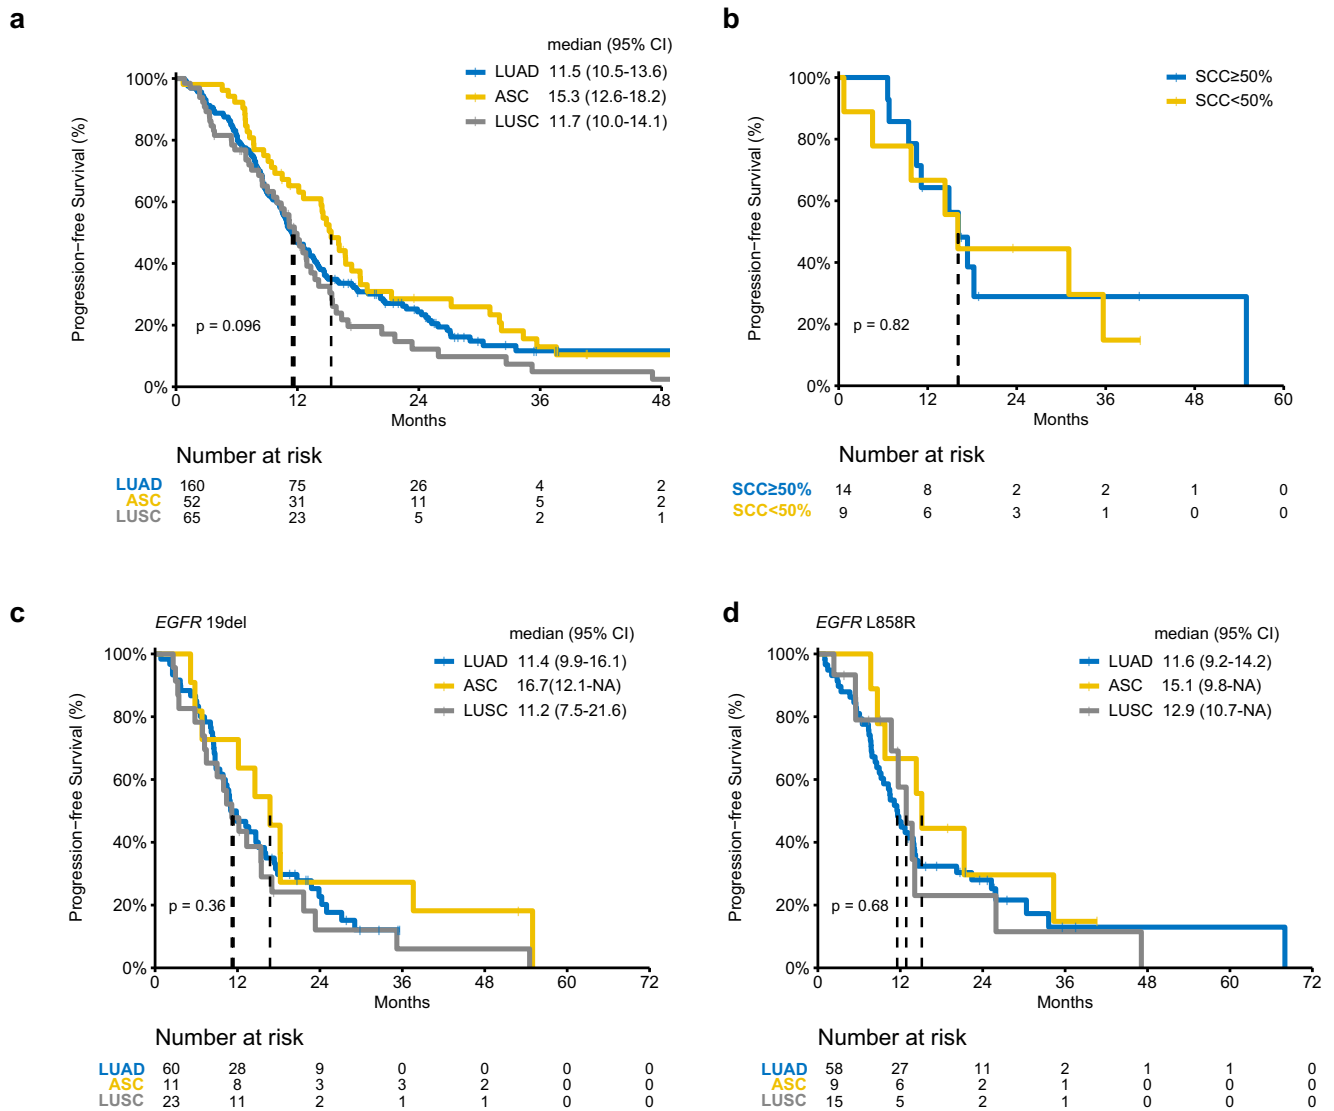 a
median (95% CI)
LUAD 11.5 (10.5-13.6)
ASC 15.3 (12.6-18.2)
LUSC 11.7 (10.0-14.1)
Progression-free Survival (%)
100%
80%
60%
40%
20%
0%
p = 0.096
0 12 24 36 48
Months
Number at risk
LUAD 160 75 26 4 2
ASC 52 31 11 5 2
LUSC 65 23 5 2 1
b
SCC≥50%
SCC<50%
Progression-free Survival (%)
100%
80%
60%
40%
20%
0%
p = 0.82
0 12 24 36 48 60
Months
Number at risk
SCC≥50% 14 8 2 2 1 0
SCC<50% 9 6 3 1 0 0
c
EGFR 19del
median (95% CI)
LUAD 11.4 (9.9-16.1)
ASC 16.7(12.1-NA)
LUSC 11.2 (7.5-21.6)
Progression-free Survival (%)
100%
80%
60%
40%
20%
0%
p = 0.36
0 12 24 36 48 60 72
Months
Number at risk
LUAD 60 28 9 0 0 0 0
ASC 11 8 3 3 2 0 0
LUSC 23 11 2 1 1 0 0
d
EGFR L858R
median (95% CI)
LUAD 11.6 (9.2-14.2)
ASC 15.1 (9.8-NA)
LUSC 12.9 (10.7-NA)
Progression-free Survival (%)
100%
80%
60%
40%
20%
0%
p = 0.68
0 12 24 36 48 60 72
Months
Number at risk
LUAD 58 27 11 2 1 1 0
ASC 9 6 2 1 0 0 0
LUSC 15 5 2 1 0 0 0